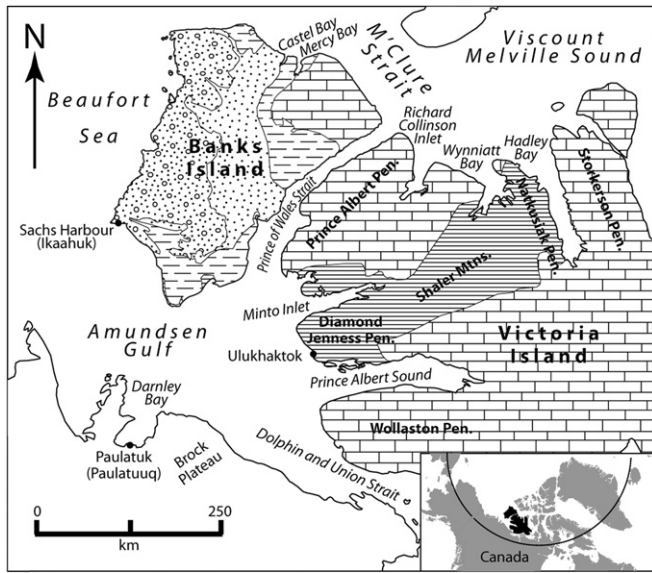 N
Castel Bay
Mercy Bay
M'Clure
Strait
Viscount
Melville Sound
Beaufort
Sea
Richard
Collinson
Inlet
Hadley
Bay
Wynniatt
Bay
Banks
Island
Storkerson Pen.
Natkusiak Pen.
Prince Albert Pen.
Prince of Wales Strait
Sachs Harbour
(Ikaahuk)
Shaler Mtns.
Minto Inlet
Amundsen
Gulf
Diamond
Jenness Pen.
Victoria
Island
Ulukhaktok
Prince Albert Sound
Darnley
Bay
Wollaston Pen.
Paulatuk
(Paulatuuq)
Brock
Plateau
Dolphin and Union Strait
0
250
km
Canada